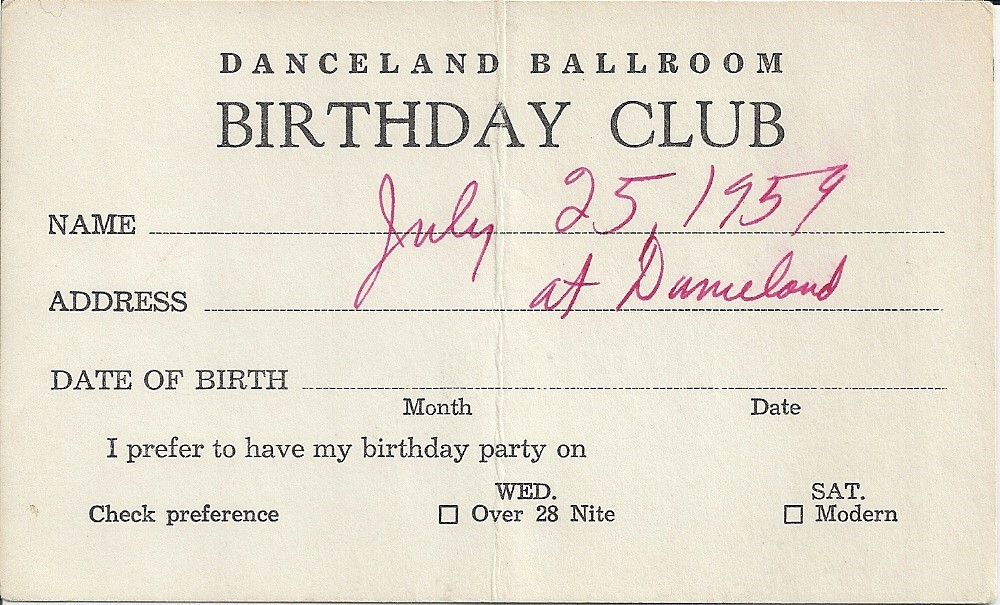 DANCELAND BALLROOM
BIRTHDAY CLUB
NAME July 25, 1959
ADDRESS at Danceland
DATE OF BIRTH
Month Date
I prefer to have my birthday party on
WED. SAT.
Check preference ☐ Over 28 Nite ☐ Modern